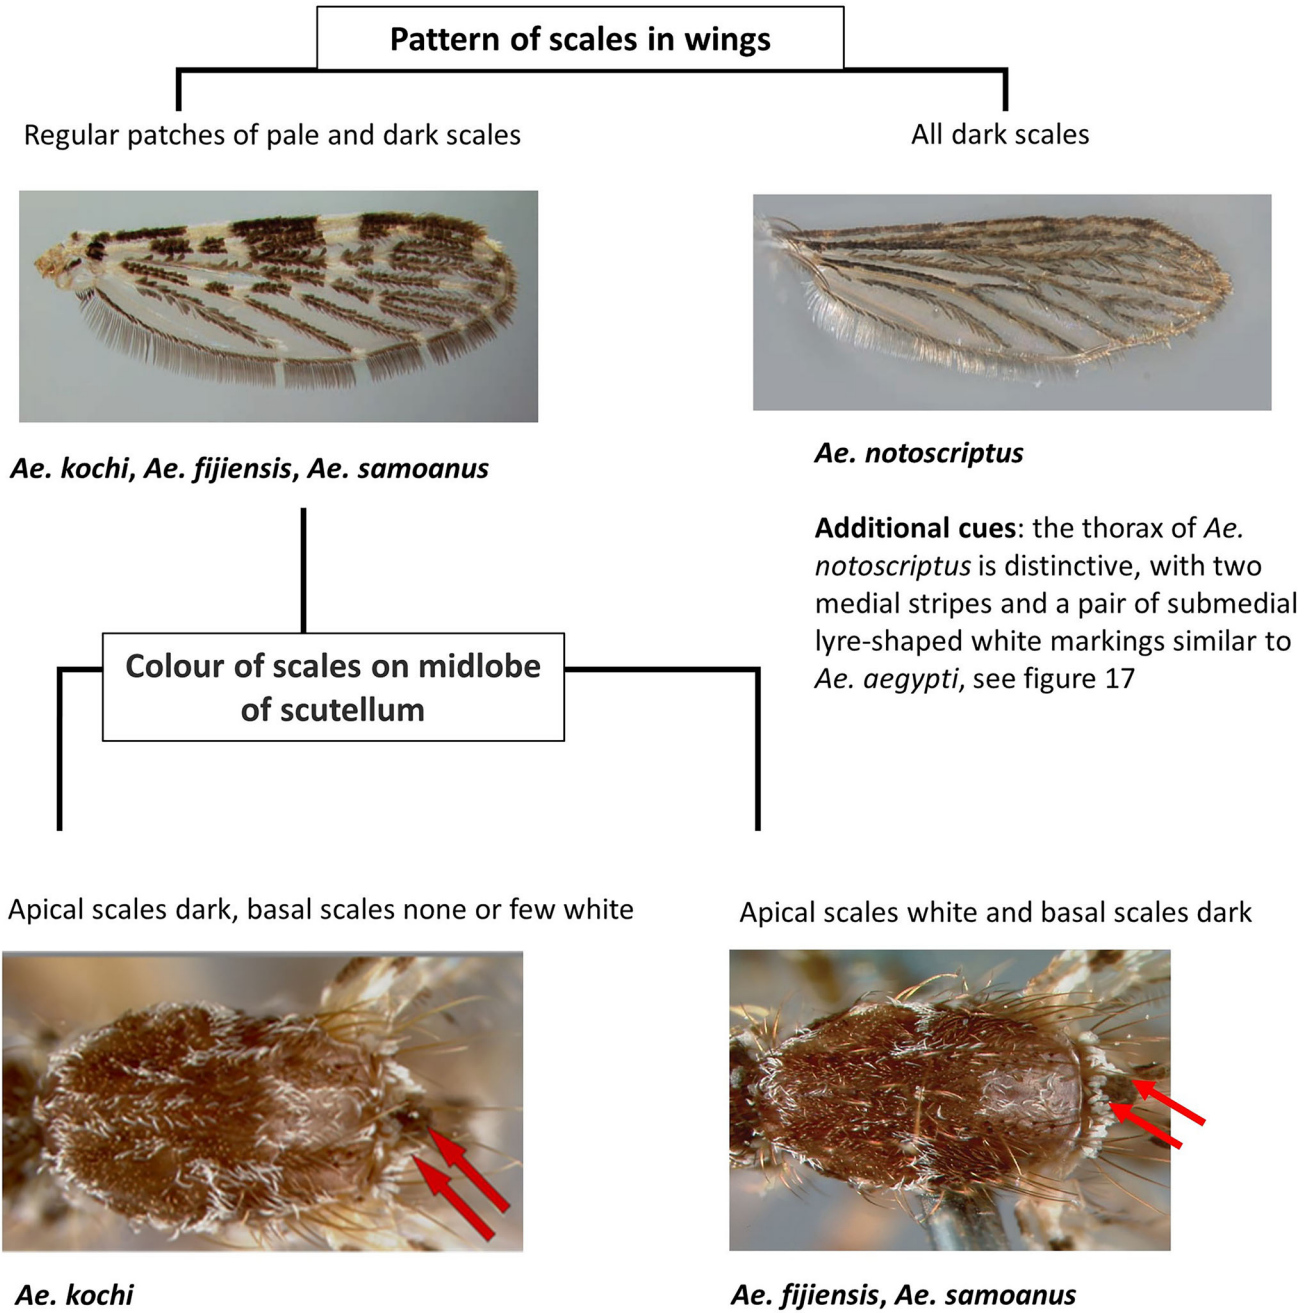 Pattern of scales in wings
Regular patches of pale and dark scales
All dark scales
Ae. kochi, Ae. fijiensis, Ae. samoanus
Ae. notoscriptus
Additional cues: the thorax of Ae.
notoscriptus is distinctive, with two
medial stripes and a pair of submedial
lyre-shaped white markings similar to
Ae. aegypti, see figure 17
Colour of scales on midlobe
of scutellum
Apical scales dark, basal scales none or few white
Apical scales white and basal scales dark
Ae. kochi
Ae. fijiensis, Ae. samoanus